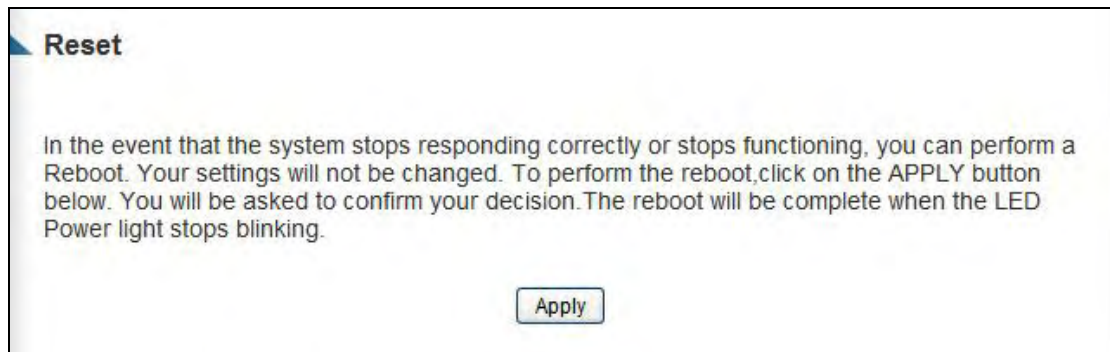 Reset
In the event that the system stops responding correctly or stops functioning, you can perform a
Reboot. Your settings will not be changed. To perform the reboot,click on the APPLY button
below. You will be asked to confirm your decision.The reboot will be complete when the LED
Power light stops blinking.
Apply